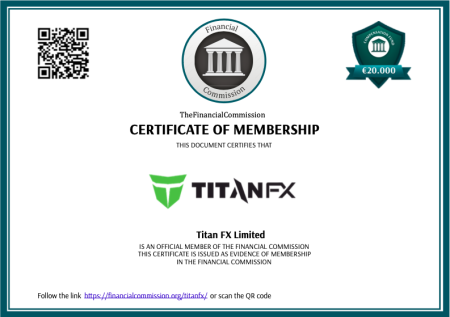 Financial
Commission
COMPENSATION FUND
€20.000
TheFinancialCommission
CERTIFICATE OF MEMBERSHIP
THIS DOCUMENT CERTIFIES THAT
TITANFX
Titan FX Limited
IS AN OFFICIAL MEMBER OF THE FINANCIAL COMMISSION
THIS CERTIFICATE IS ISSUED AS EVIDENCE OF MEMBERSHIP
IN THE FINANCIAL COMMISSION
Follow the link https://financialcommission.org/titanfx/ or scan the QR code